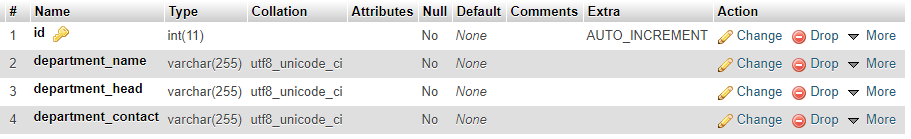 # Name Type Collation Attributes Null Default Comments Extra Action
1 id int(11) No None AUTO_INCREMENT Change Drop More
2 department_name varchar(255) utf8_unicode_ci No None Change Drop More
3 department_head varchar(255) utf8_unicode_ci No None Change Drop More
4 department_contact varchar(255) utf8_unicode_ci No None Change Drop More